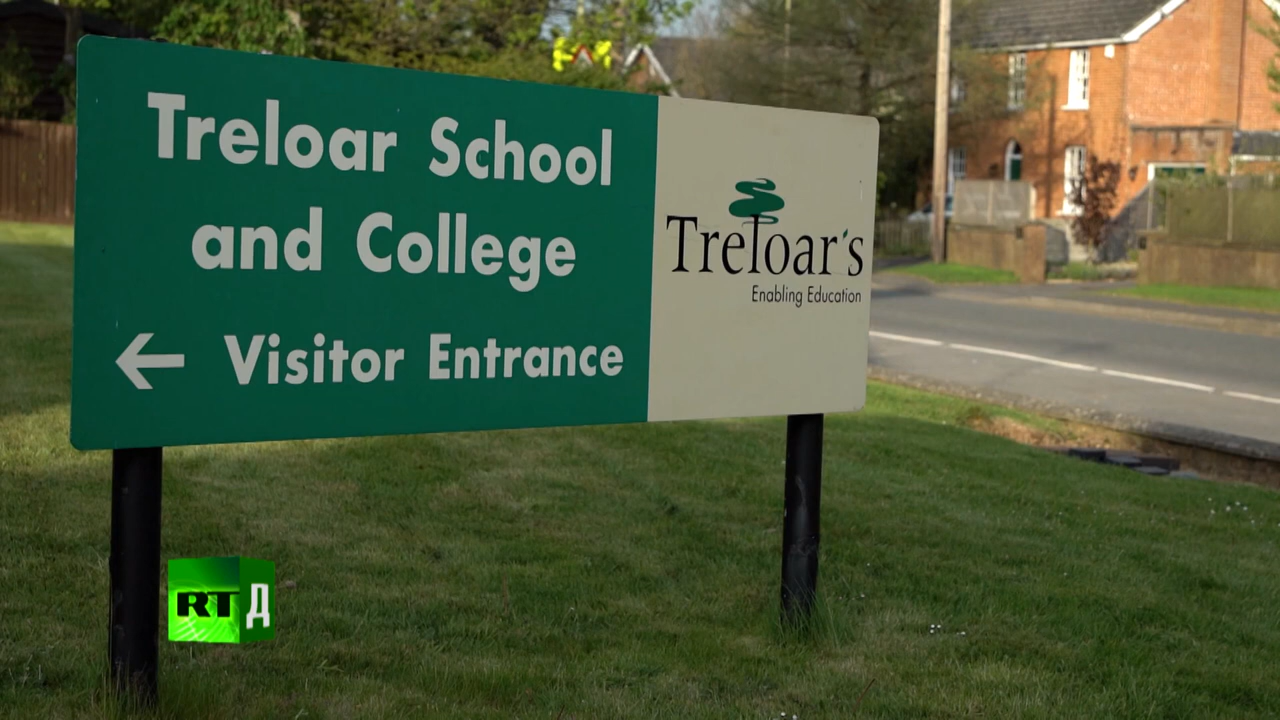 Treloar School
and College
← Visitor Entrance
Treloar's
Enabling Education
RT Д